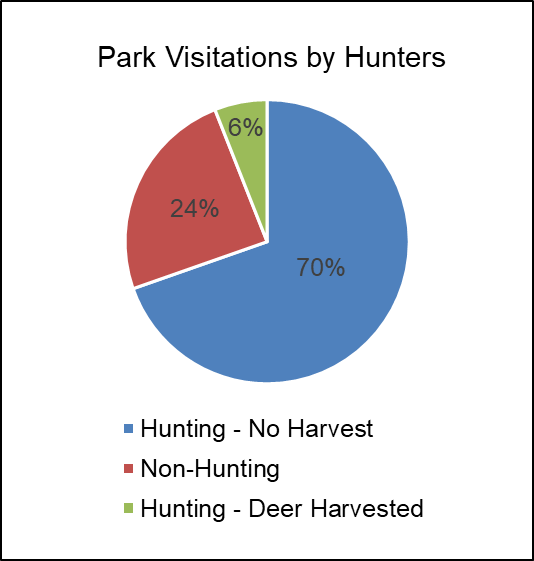 Park Visitations by Hunters
6%
24%
70%
Hunting - No Harvest
Non-Hunting
Hunting - Deer Harvested